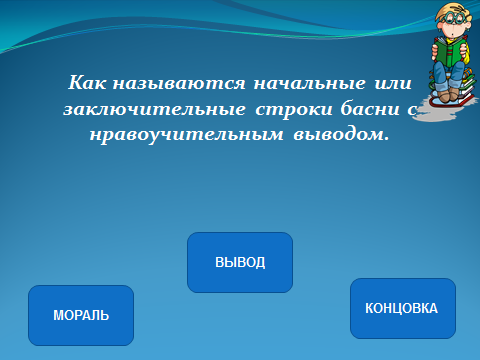 Как называются начальные или
заключительные строки басни с
нравоучительным выводом.
ВЫВОД
МОРАЛЬ
КОНЦОВКА